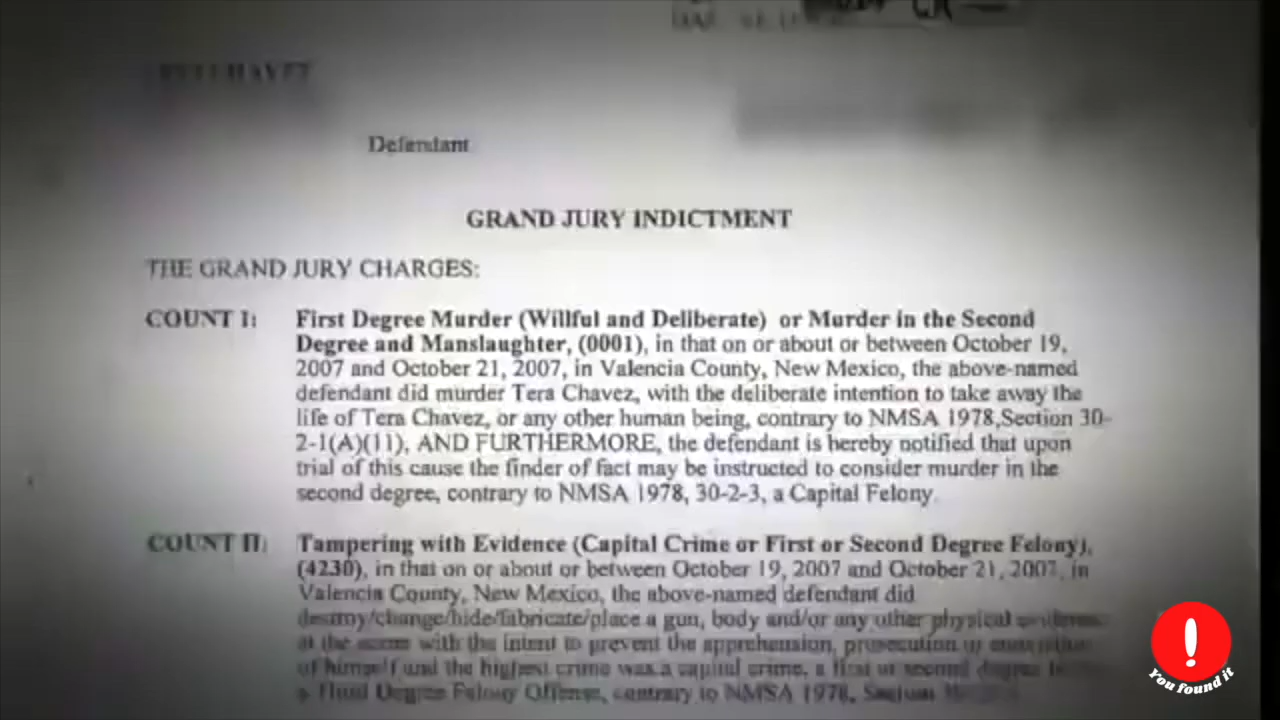 Defendant
GRAND JURY INDICTMENT
THE GRAND JURY CHARGES:
COUNT I: First Degree Murder (Willful and Deliberate) or Murder in the Second
Degree and Manslaughter, (0001), in that on or about or between October 19,
2007 and October 21, 2007, in Valencia County, New Mexico, the above-named
defendant did murder Tera Chavez, with the deliberate intention to take away the
life of Tera Chavez, or any other human being, contrary to NMSA 1978,Section 30-
2-1(A)(11), AND FURTHERMORE, the defendant is hereby notified that upon
trial of this cause the finder of fact may be instructed to consider murder in the
second degree, contrary to NMSA 1978, 30-2-3, a Capital Felony.
COUNT II: Tampering with Evidence (Capital Crime or First or Second Degree Felony),
(4230), in that on or about or between October 19, 2007 and October 21, 2007, in
Valencia County, New Mexico, the above-named defendant did
destroy/change/hide/fabricate/place a gun, body and/or any other physical
at the scene with the intent to prevent the apprehension, prosecution or
of himself and the highest crime was a capital crime, a first or second degree
a Third Degree Felony Offense, contrary to NMSA 1978, Section
You found it